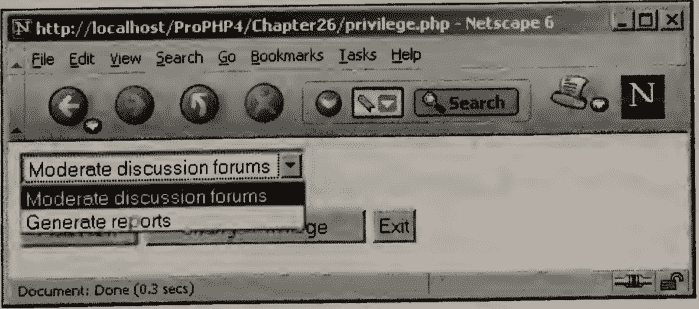 http://localhost/ProPHP4/Chapter26/privilege.php - Netscape 6
File Edit View Search Go Bookmarks Tasks Help
Search N
Moderate discussion forums
Moderate discussion forums
Generate reports
ge Exit
Document: Done (0.3 secs)